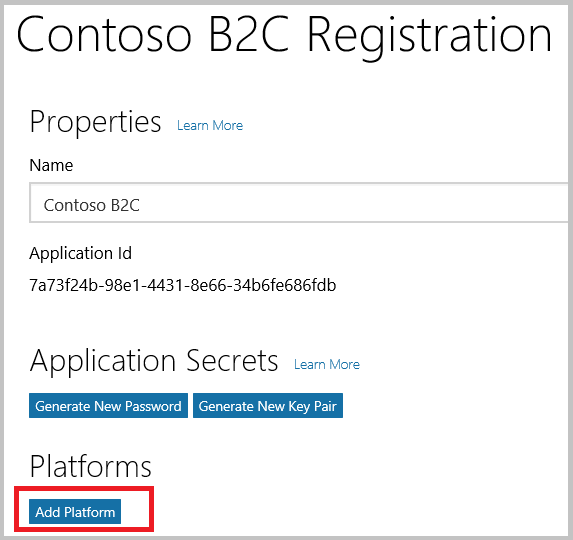 Contoso B2C Registration
Properties Learn More
Name
Contoso B2C
Application Id
7a73f24b-98e1-4431-8e66-34b6fe686fdb
Application Secrets Learn More
Generate New Password Generate New Key Pair
Platforms
Add Platform